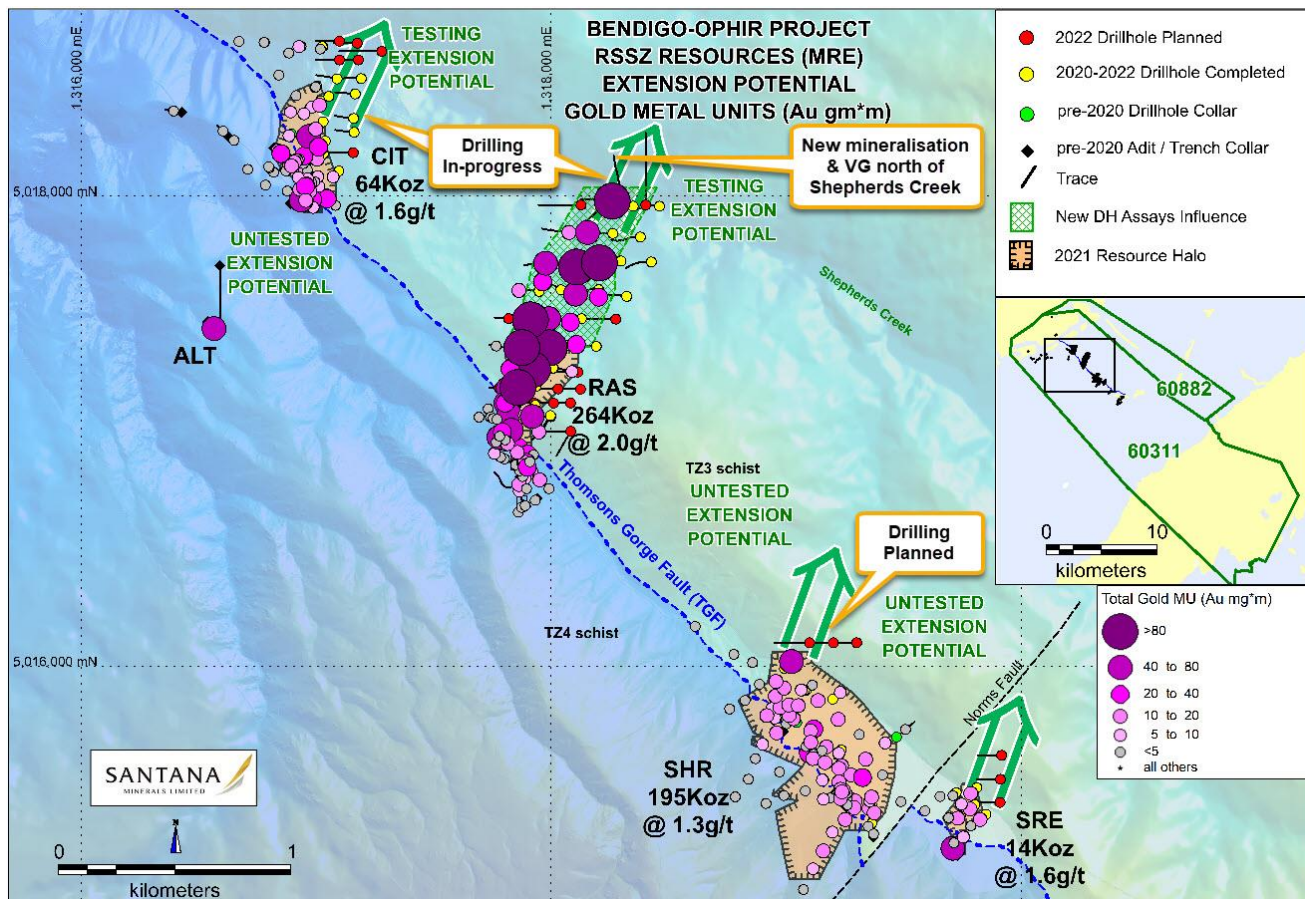 BENDIGO-OPHIR PROJECT
RSSZ RESOURCES (MRE)
EXTENSION POTENTIAL
GOLD METAL UNITS (Au gm*m)
1,316,000 mE
1,318,000 mE
5,018,000 mN
5,016,000 mN
TESTING
EXTENSION
POTENTIAL
Drilling
In-progress
New mineralisation
& VG north of
Shepherds Creek
CIT
64Koz
@ 1.6g/t
UNTESTED
EXTENSION
POTENTIAL
ALT
TESTING
EXTENSION
POTENTIAL
Shepherds Creek
RAS
264Koz
@ 2.0g/t
Thomsons Gorge Fault (TGF)
TZ3 schist
UNTESTED
EXTENSION
POTENTIAL
TZ4 schist
Drilling
Planned
UNTESTED
EXTENSION
POTENTIAL
Norms Fault
SHR
195Koz
@ 1.3g/t
SRE
14Koz
@ 1.6g/t
SANTANA
MINERALS LIMITED
N
0 1
kilometers
2022 Drillhole Planned
2020-2022 Drillhole Completed
pre-2020 Drillhole Collar
pre-2020 Adit / Trench Collar
Trace
New DH Assays Influence
2021 Resource Halo
60882
60311
0 10
kilometers
Total Gold MU (Au mg*m)
>80
40 to 80
20 to 40
10 to 20
5 to 10
<5
all others